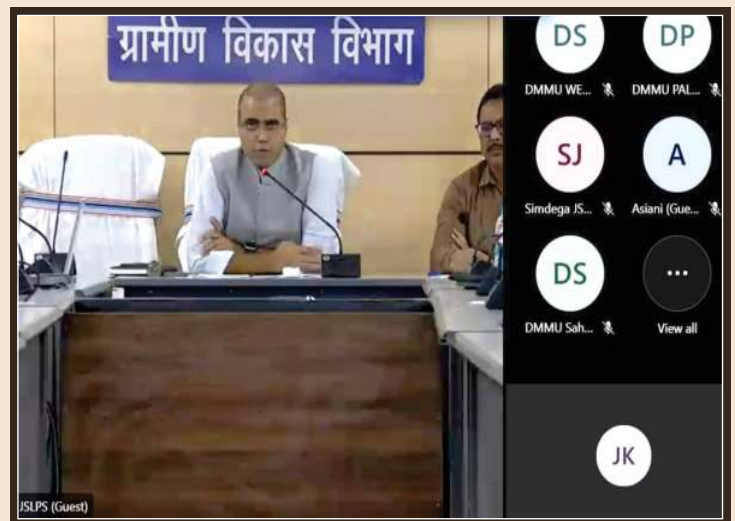 ग्रामीण विकास विभाग
DS
DP
DMMU WE...
DMMU PAL...
SJ
A
Simdega JS...
Asiani (Gue...
DS
DMMU Sah...
...
View all
JK
JSLPS (Guest)